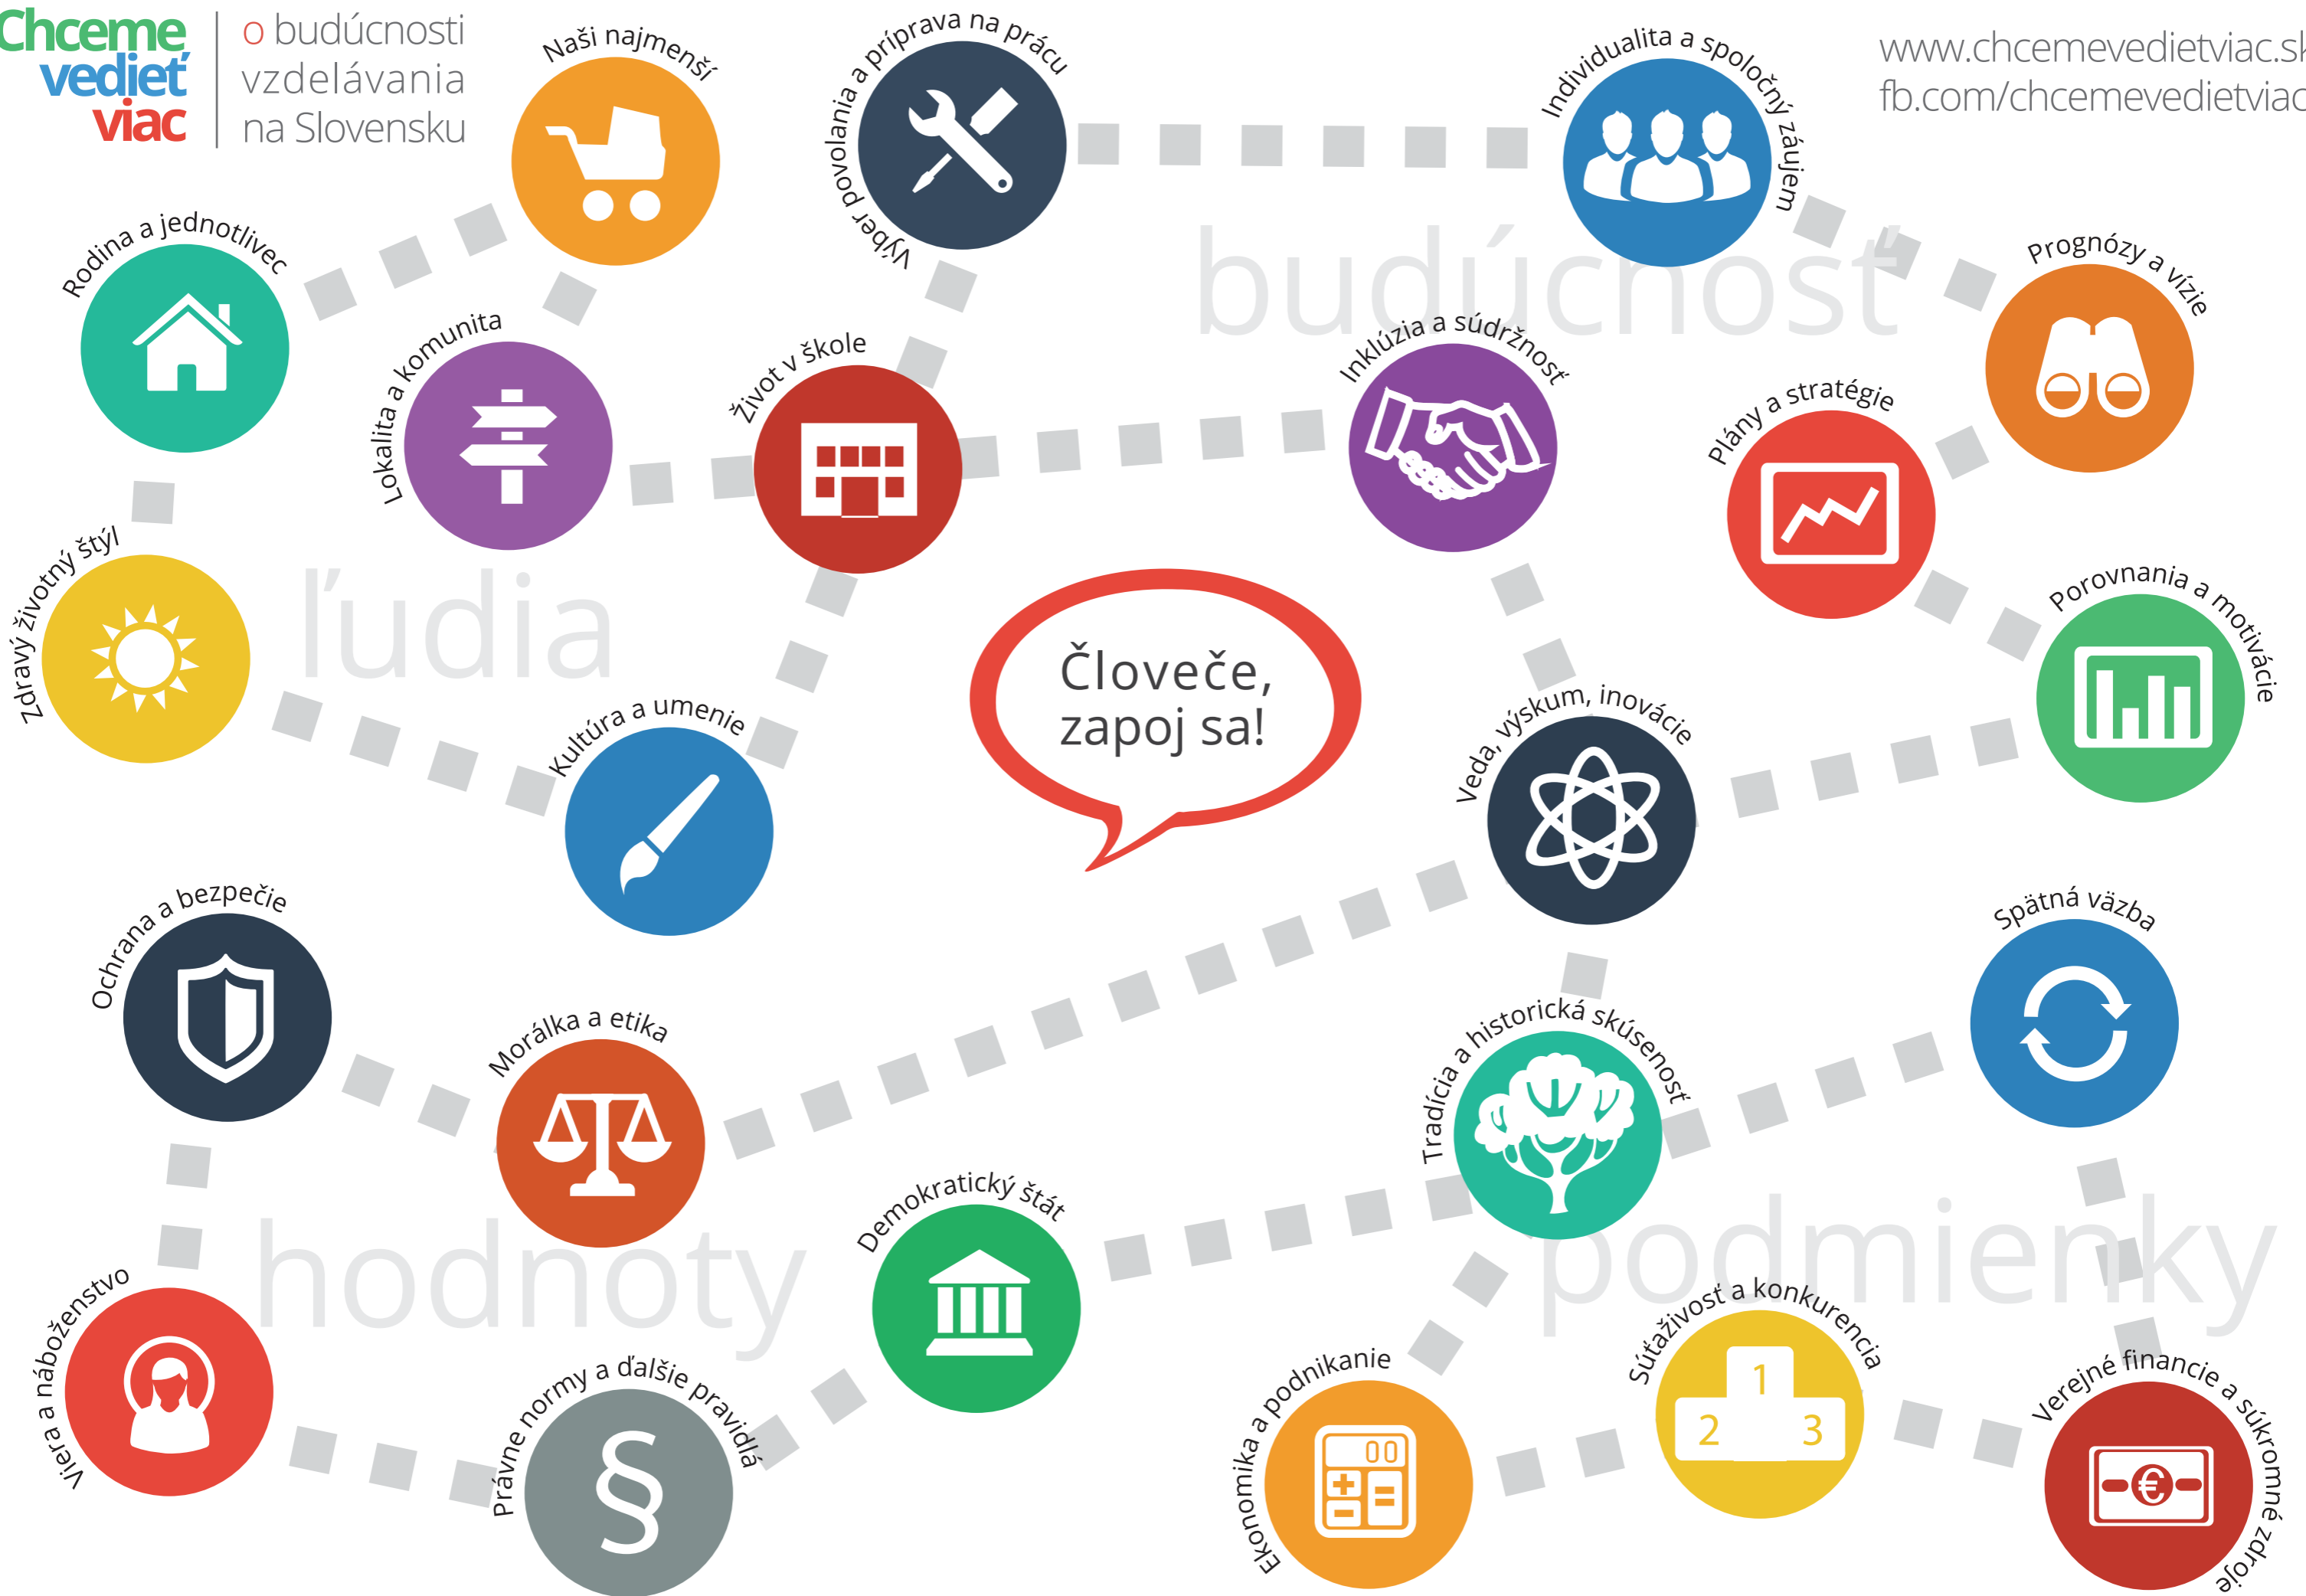 Chceme
vedieť
viac
o budúcnosti
vzdelávania
na Slovensku
www.chcemevedietviac.sk
fb.com/chcemevedietviac
Naši najmenší
Výber povolania a príprava na prácu
Individualita a spoločný záujem
Rodina a jednotlivec
budúcnosť
Prognózy a vízie
Lokalita a komunita
Život v škole
Inklúzia a súdržnosť
Plány a stratégie
Zdravý životný štýl
ľudia
Porovnania a motivácie
Človeče,
zapoj sa!
Kultúra a umenie
Veda, výskum, inovácie
Ochrana a bezpečie
Spätná väzba
Morálka a etika
Tradícia a historická skúsenosť
Demokratický štát
hodnoty
podmienky
Viera a náboženstvo
Súťaživosť a konkurencia
1
2
3
Právne normy a ďalšie pravidlá
§
Ekonomika a podnikanie
00
+ =
-
Verejné financie a súkromné zdroje
€